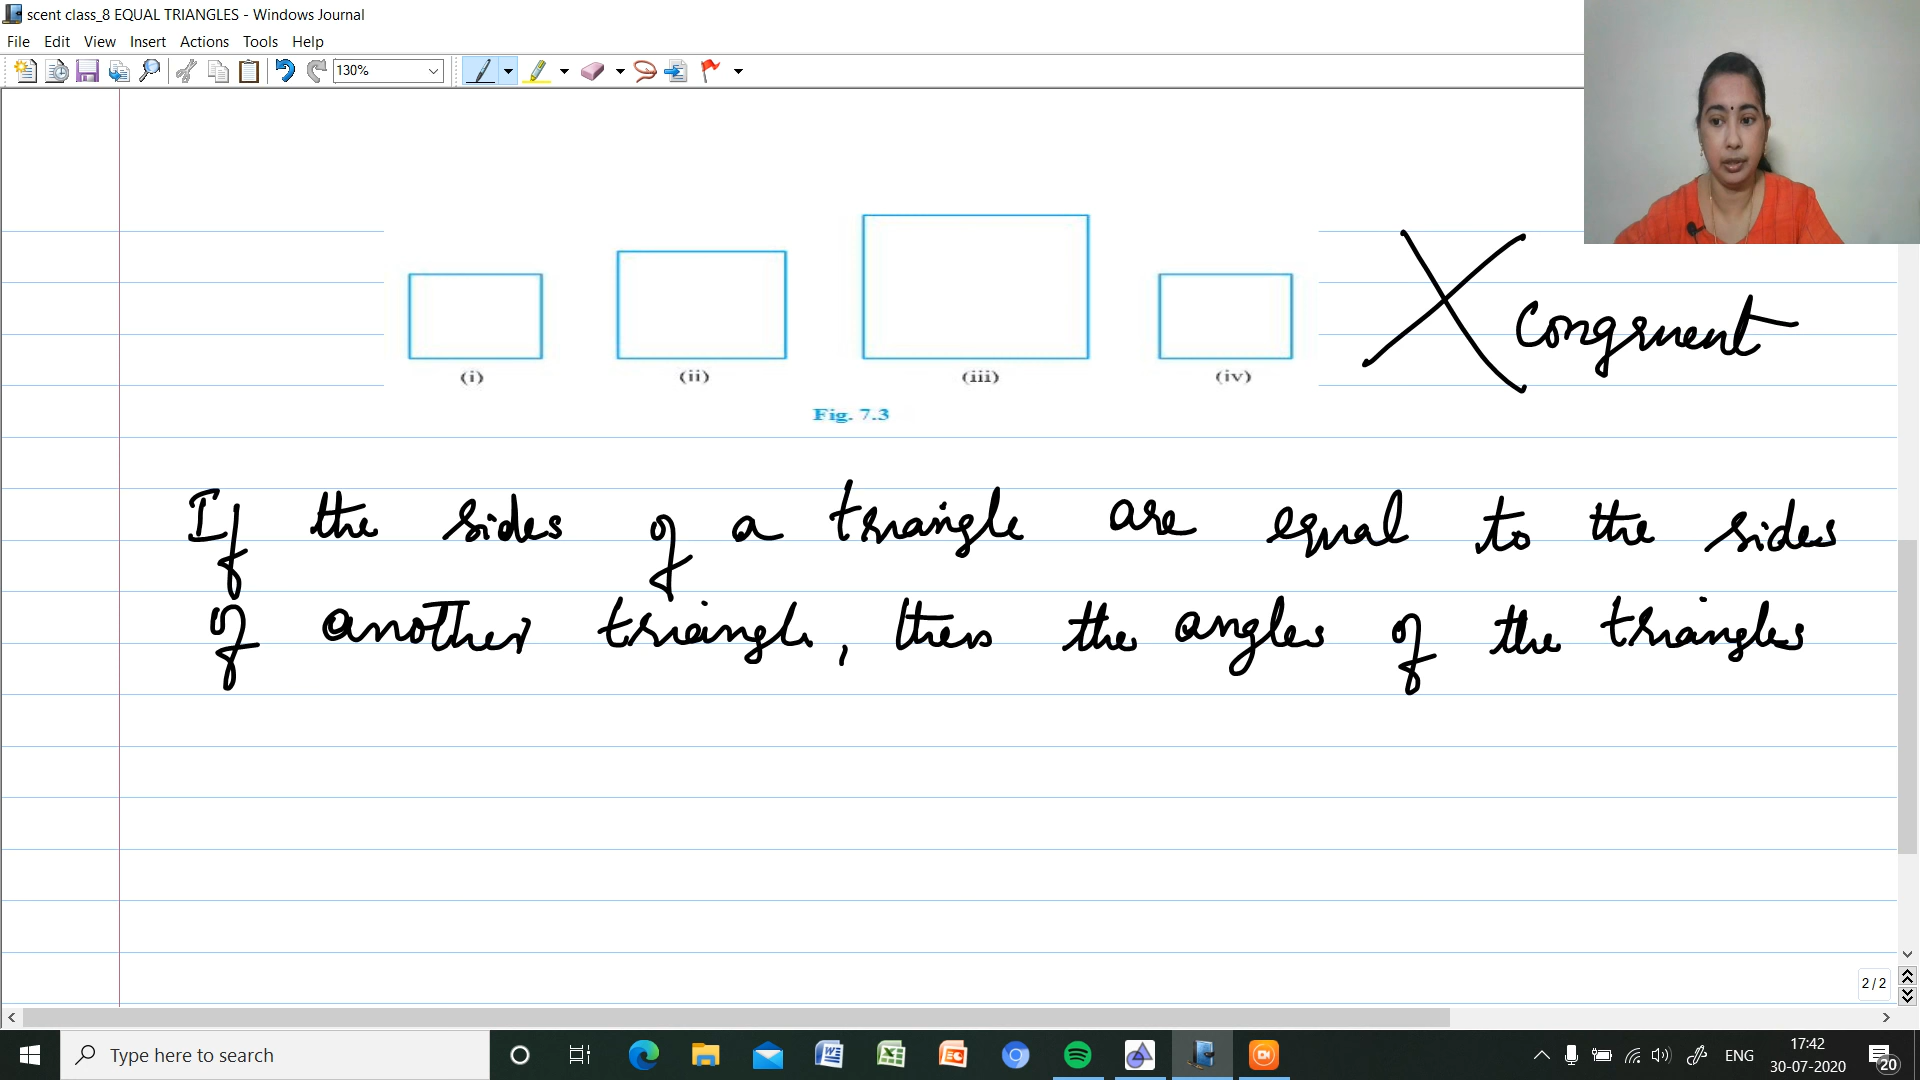 scent class_8 EQUAL TRIANGLES - Windows Journal
File Edit View Insert Actions Tools Help
130%
congruent
(i) (ii) (iii) (iv)
Fig. 7.3
If the sides of a triangle are equal to the sides
of another triangle, then the angles of the triangles
2 / 2
Type here to search
ENG
17:42
30-07-2020
20